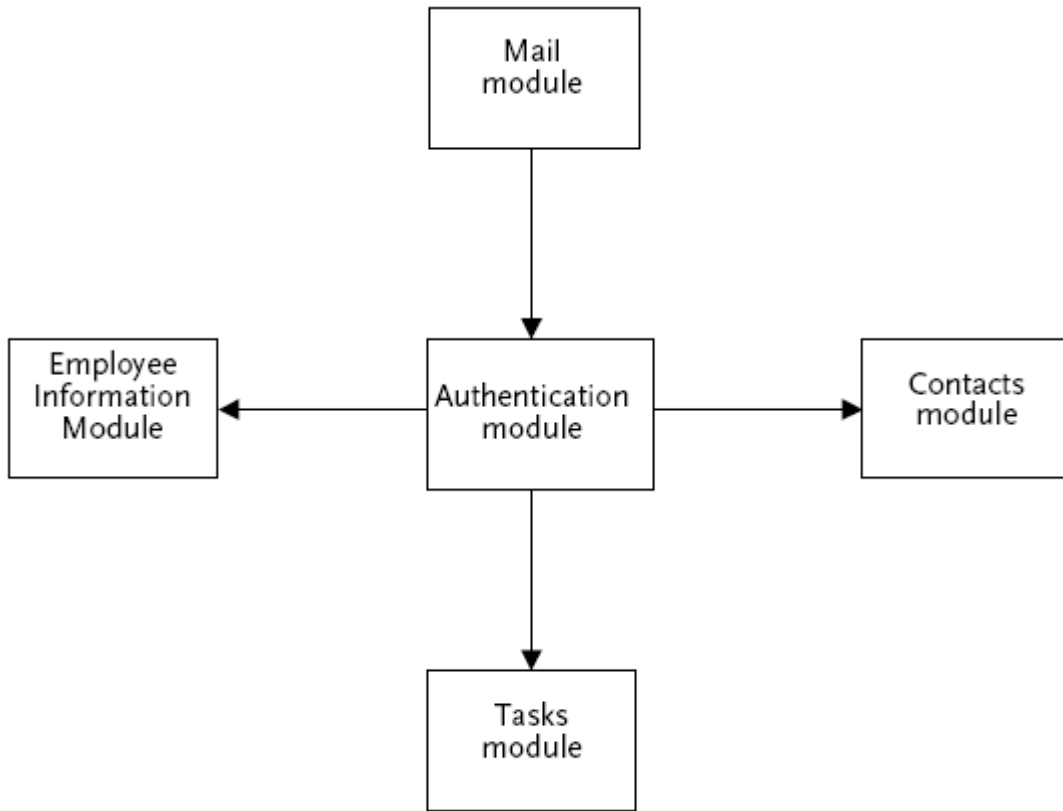 Mail
module
Employee
Information
Module
Authentication
module
Contacts
module
Tasks
module